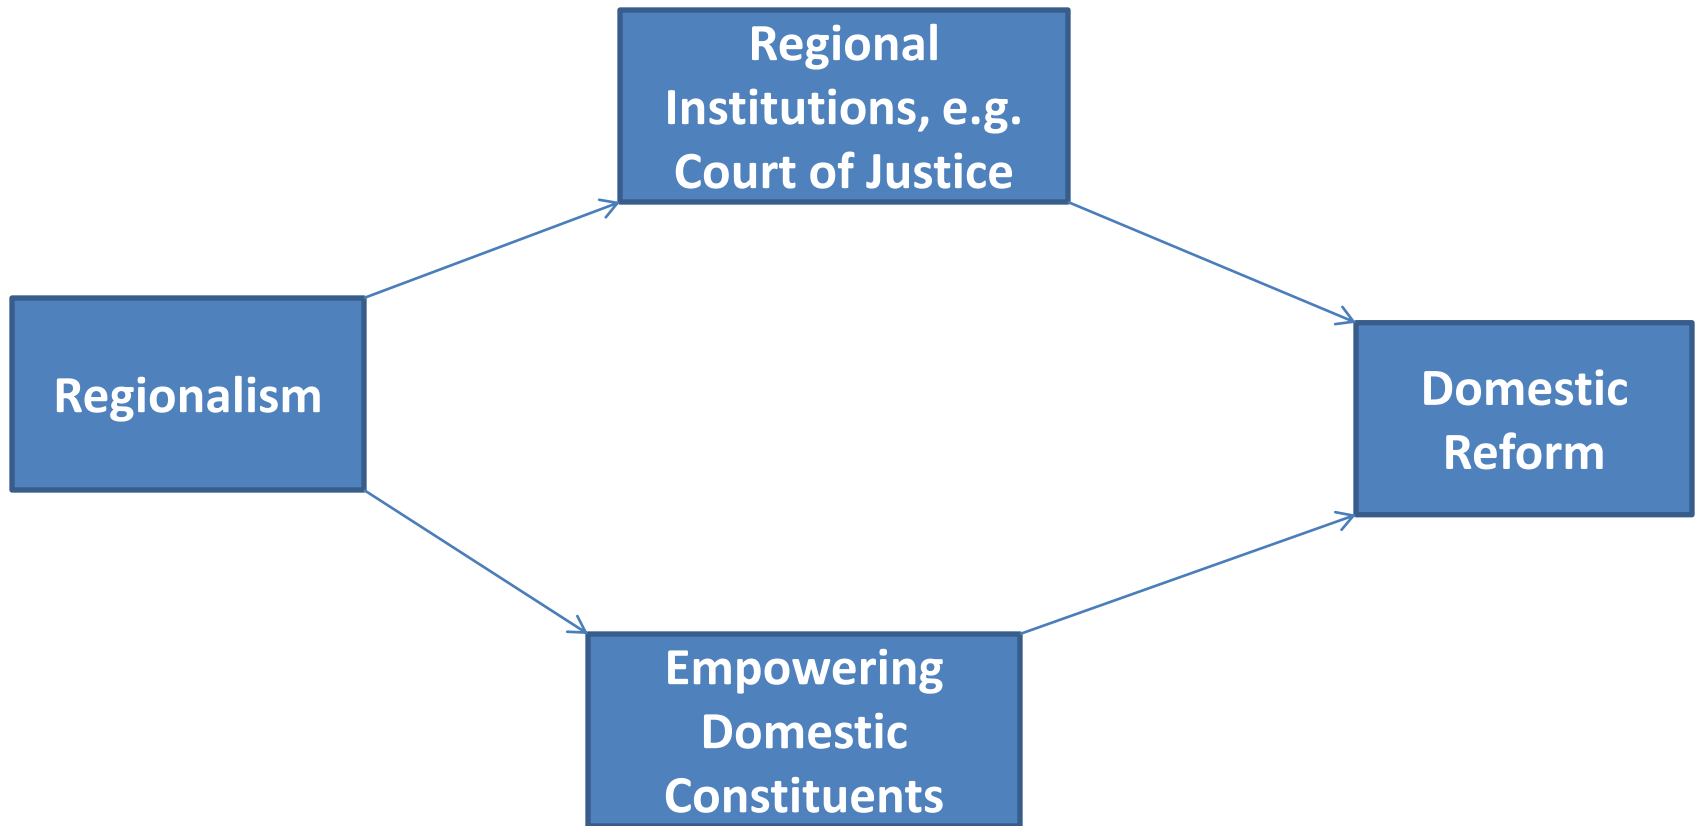 Regional
Institutions, e.g.
Court of Justice
Regionalism
Domestic
Reform
Empowering
Domestic
Constituents